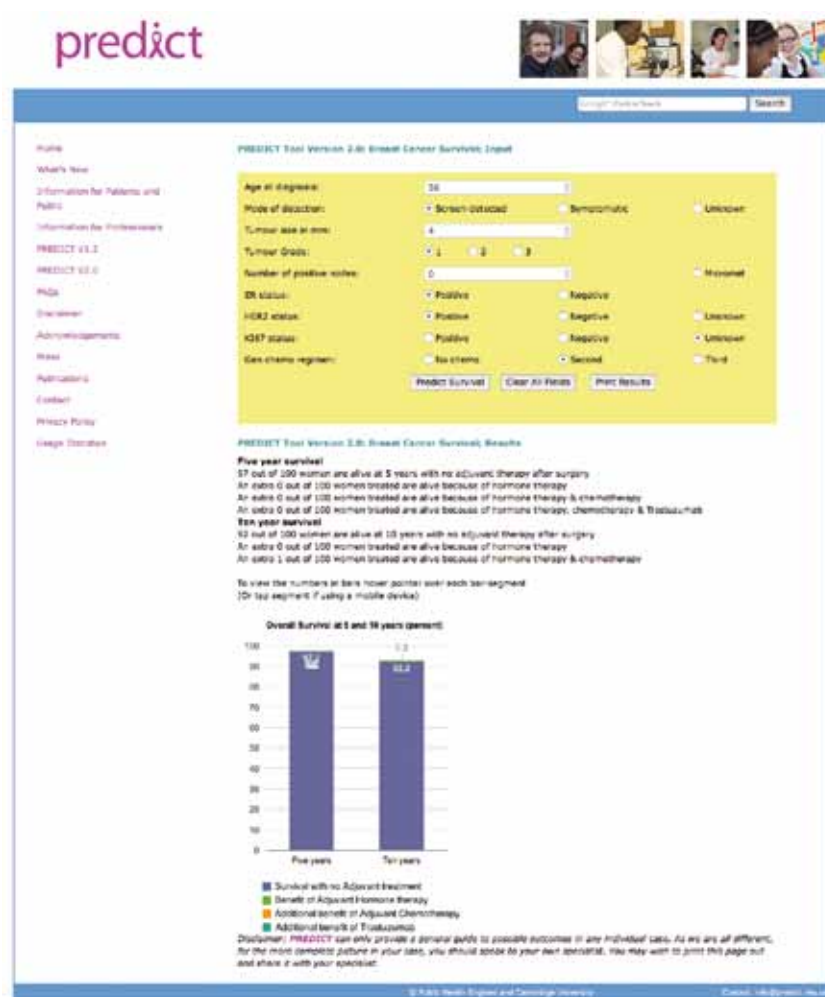 predict
Search
Home
What's New
Information for Patients and
Public
Information for Professionals
PREDICT V1.2
PREDICT V2.0
FAQs
Disclaimer
Acknowledgements
Press
Publications
Contact
Privacy Policy
Usage Statistics
PREDICT Tool Version 2.0: Breast Cancer Survival; Input
Age at diagnosis:
Mode of detection: Screen-detected Symptomatic Unknown
Tumour size in mm: 4
Tumour Grade: 1 2 3
Number of positive nodes: 0 Micromet
ER status: Positive Negative
HER2 status: Positive Negative Unknown
KI67 status: Positive Negative Unknown
Gen chemo regimen: No chemo Second Third
Predict Survival Clear All Fields Print Results
PREDICT Tool Version 2.0: Breast Cancer Survival; Results
Five year survival
out of 100 women are alive at 5 years with no adjuvant therapy after surgery
An extra 0 out of 100 women treated are alive because of hormone therapy
An extra 0 out of 100 women treated are alive because of hormone therapy & chemotherapy
An extra 0 out of 100 women treated are alive because of hormone therapy, chemotherapy & Trastuzumab
Ten year survival
out of 100 women are alive at 10 years with no adjuvant therapy after surgery
An extra 0 out of 100 women treated are alive because of hormone therapy
An extra 1 out of 100 women treated are alive because of hormone therapy & chemotherapy
To view the numbers in bars hover pointer over each bar-segment
(Or tap segment if using a mobile device)
Overall Survival at 5 and 10 years (percent)
100
90
80
70
60
50
40
30
20
10
0
Five years Ten years
Survival with no Adjuvant treatment
Benefit of Adjuvant Hormone therapy
Additional benefit of Adjuvant Chemotherapy
Additional benefit of Trastuzumab
Disclaimer: PREDICT can only provide a general guide to possible outcomes in any individual case. As we are all different,
for the more complete picture in your case, you should speak to your own specialist. You may wish to print this page out
and share it with your specialist.
© Public Health England and Cambridge University